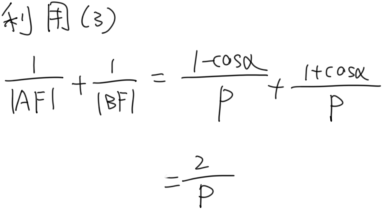 利用(3)
1/|AF| + 1/|BF| = (1-cosα)/P + (1+cosα)/P
= 2/P